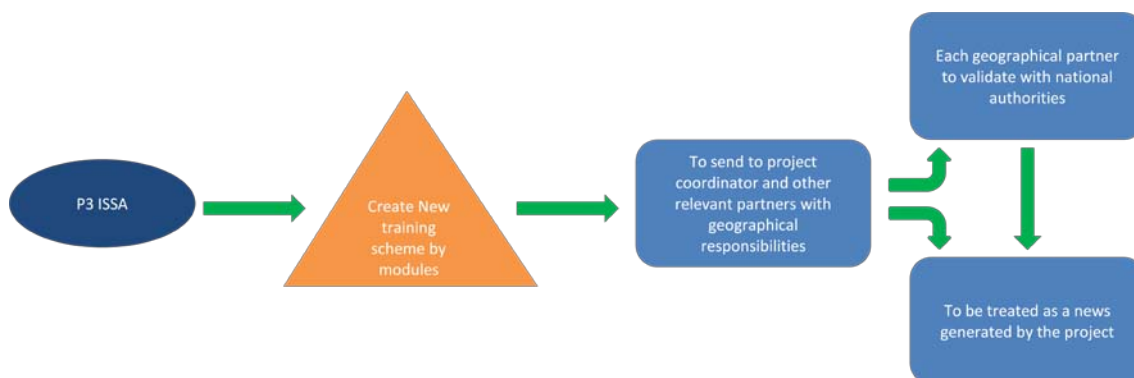 P3 ISSA
Create New
training
scheme by
modules
To send to project
coordinator and other
relevant partners with
geographical
responsibilities
Each geographical partner
to validate with national
authorities
To be treated as a news
generated by the project